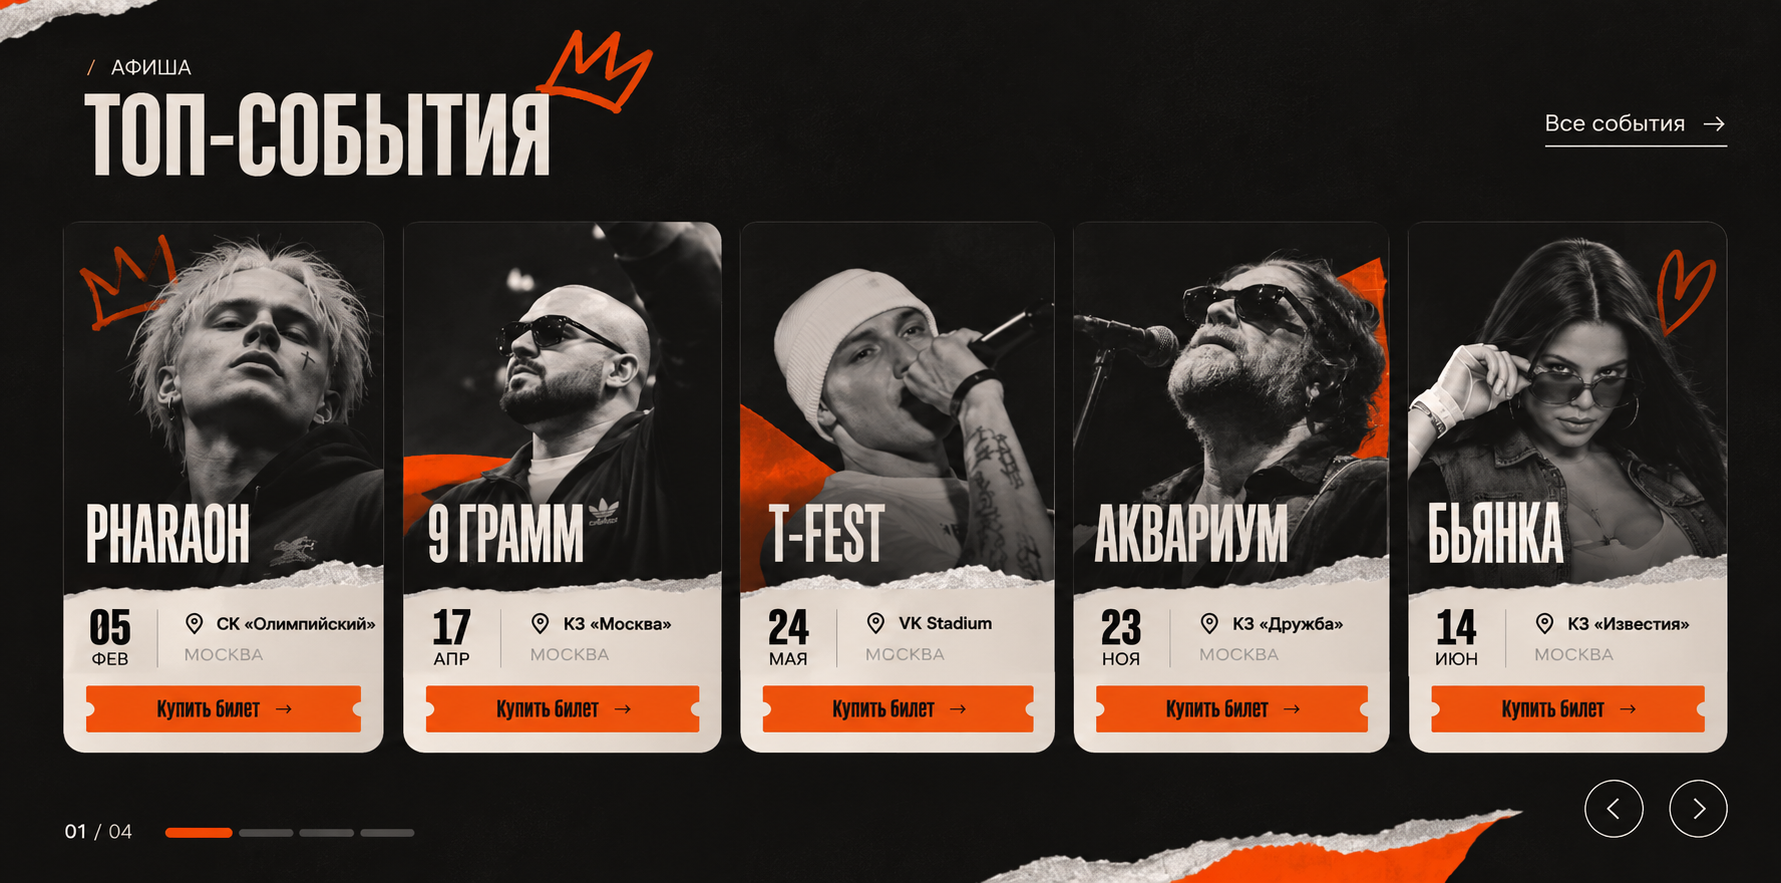 / АФИША
ТОП-СОБЫТИЯ
Все события →
PHARAOH
05
ФЕВ
СК «Олимпийский»
МОСКВА
Купить билет →
9 ГРАММ
17
АПР
КЗ «Москва»
МОСКВА
Купить билет →
T-FEST
24
МАЯ
VK Stadium
МОСКВА
Купить билет →
АКВАРИУМ
23
НОЯ
КЗ «Дружба»
МОСКВА
Купить билет →
БЬЯНКА
14
ИЮН
КЗ «Известия»
МОСКВА
Купить билет →
01 / 04